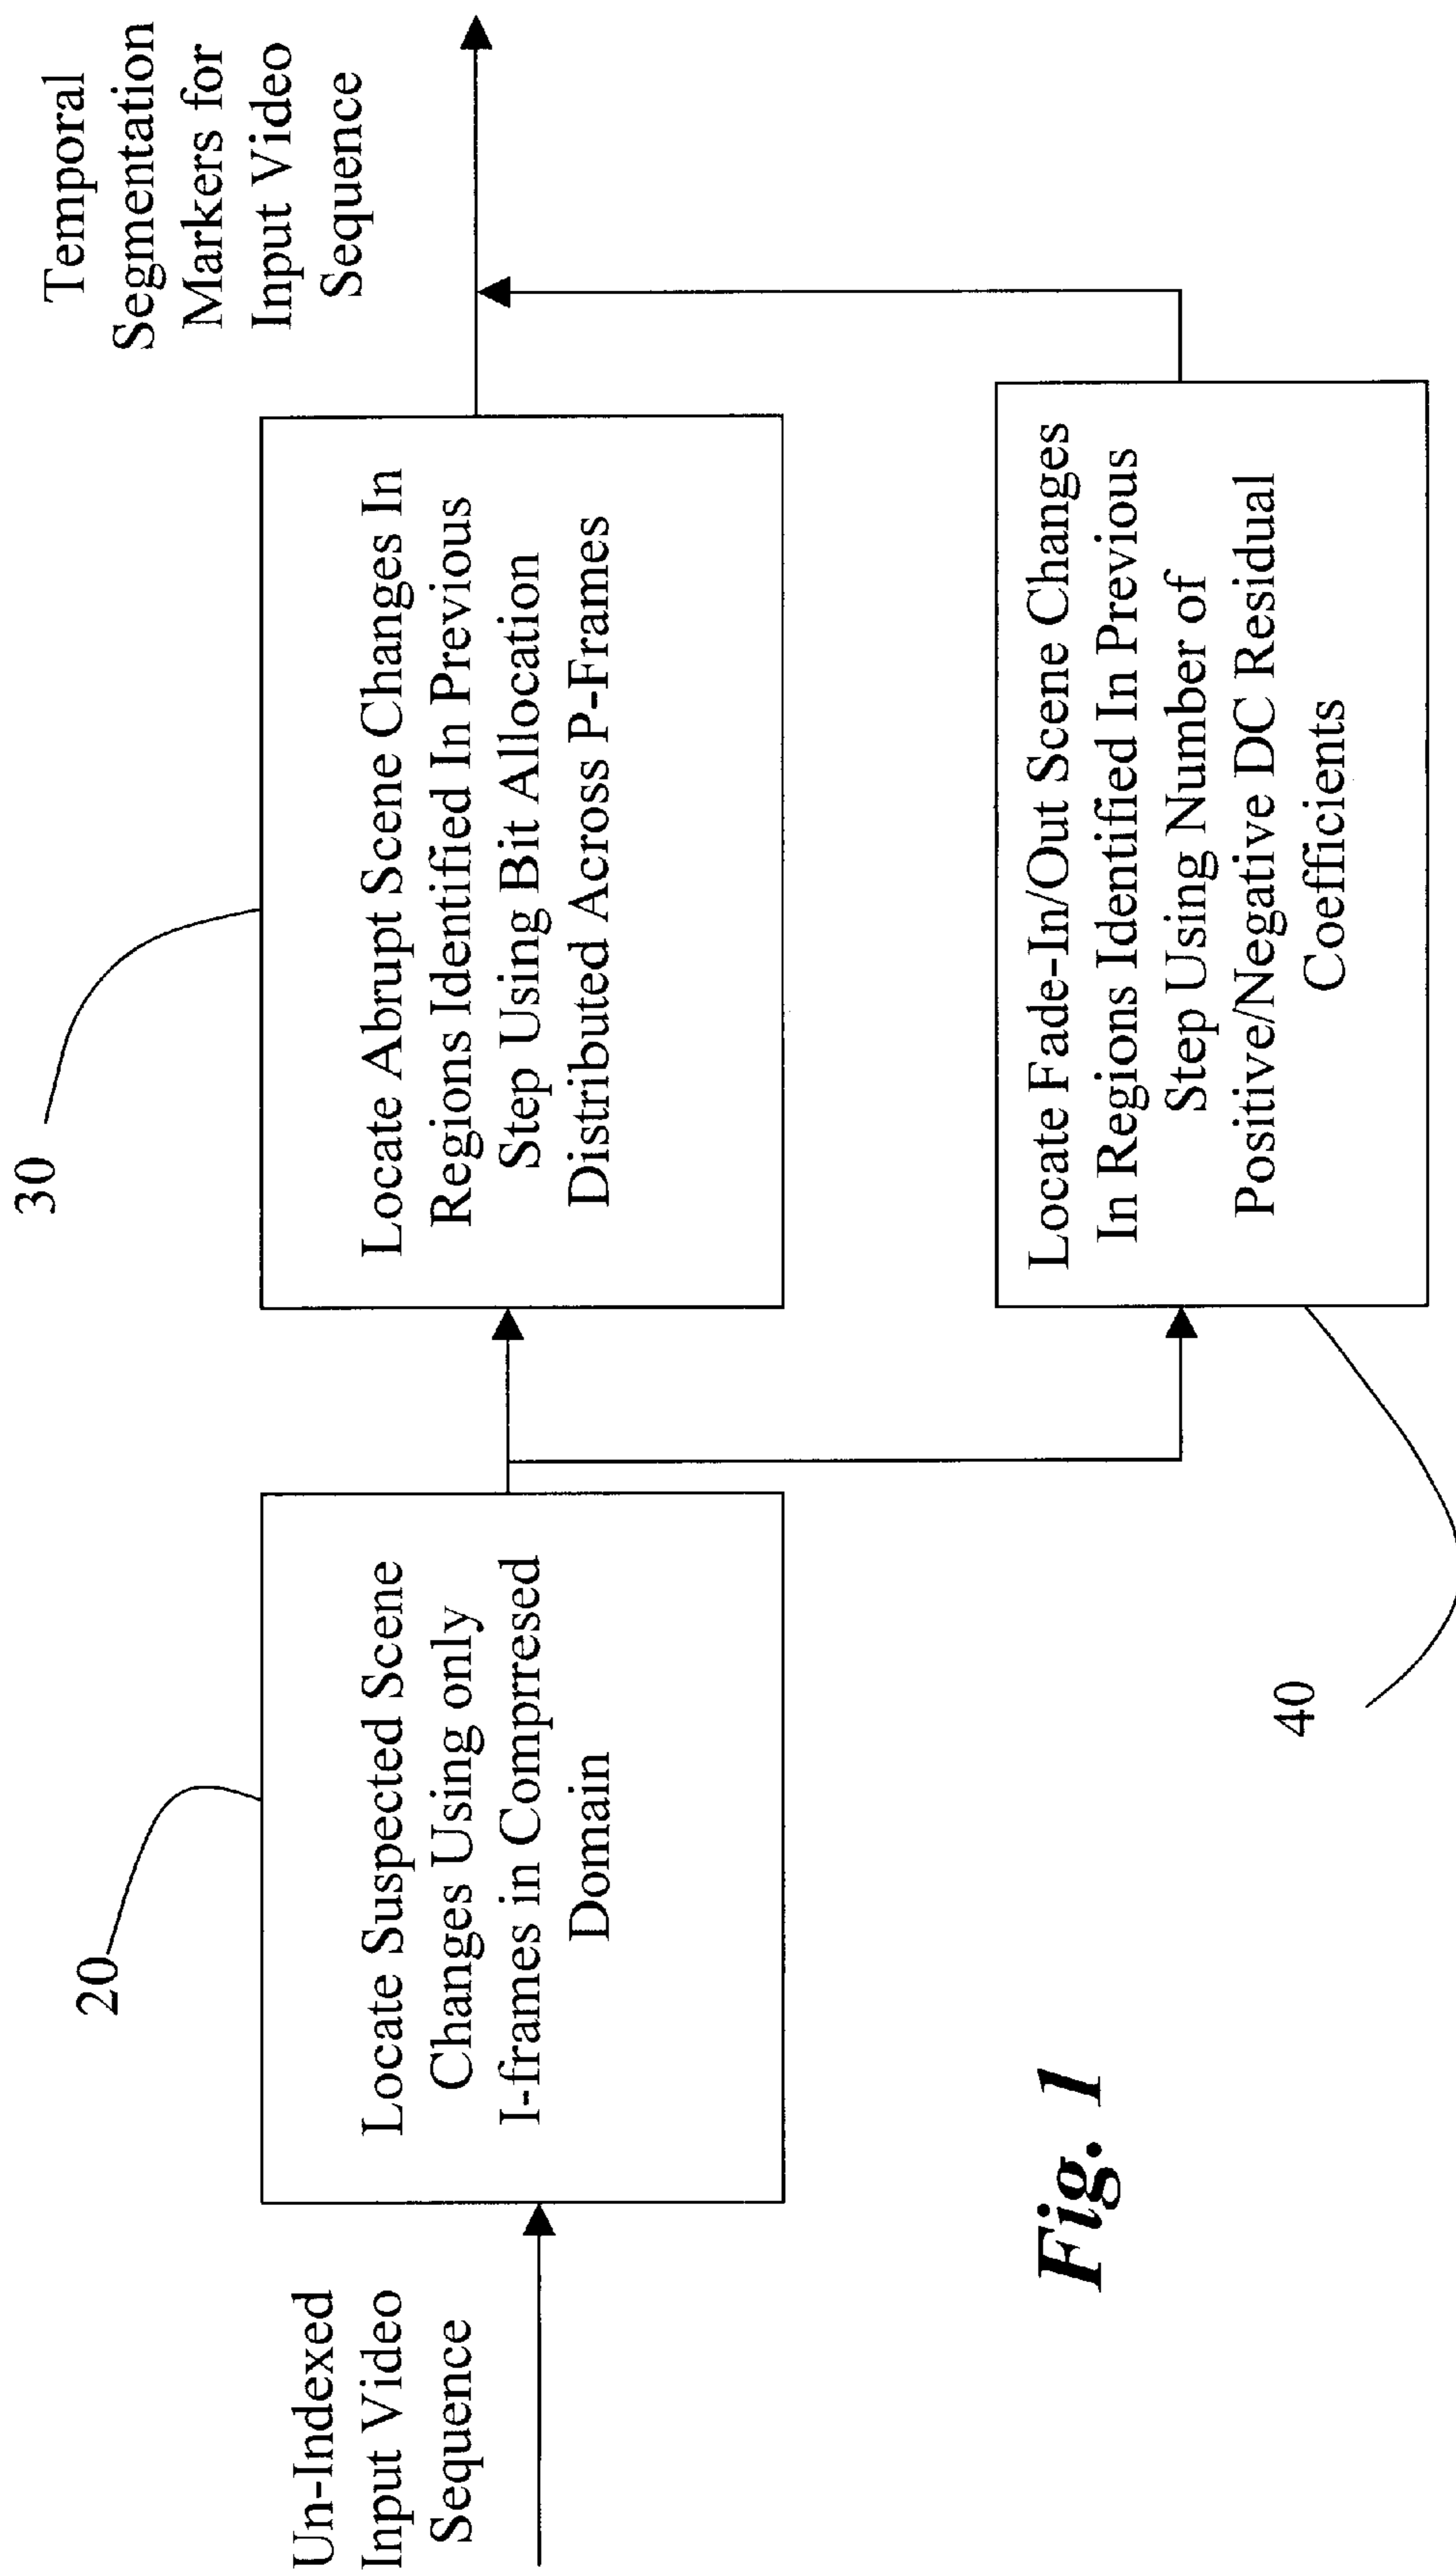 Un-Indexed
Input Video
Sequence
20
Locate Suspected Scene
Changes Using only
I-frames in Comprresed
Domain
30
Locate Abrupt Scene Changes In
Regions Identified In Previous
Step Using Bit Allocation
Distributed Across P-Frames
Temporal
Segmentation
Markers for
Input Video
Sequence
40
Locate Fade-In/Out Scene Changes
In Regions Identified In Previous
Step Using Number of
Positive/Negative DC Residual
Coefficients
Fig. 1